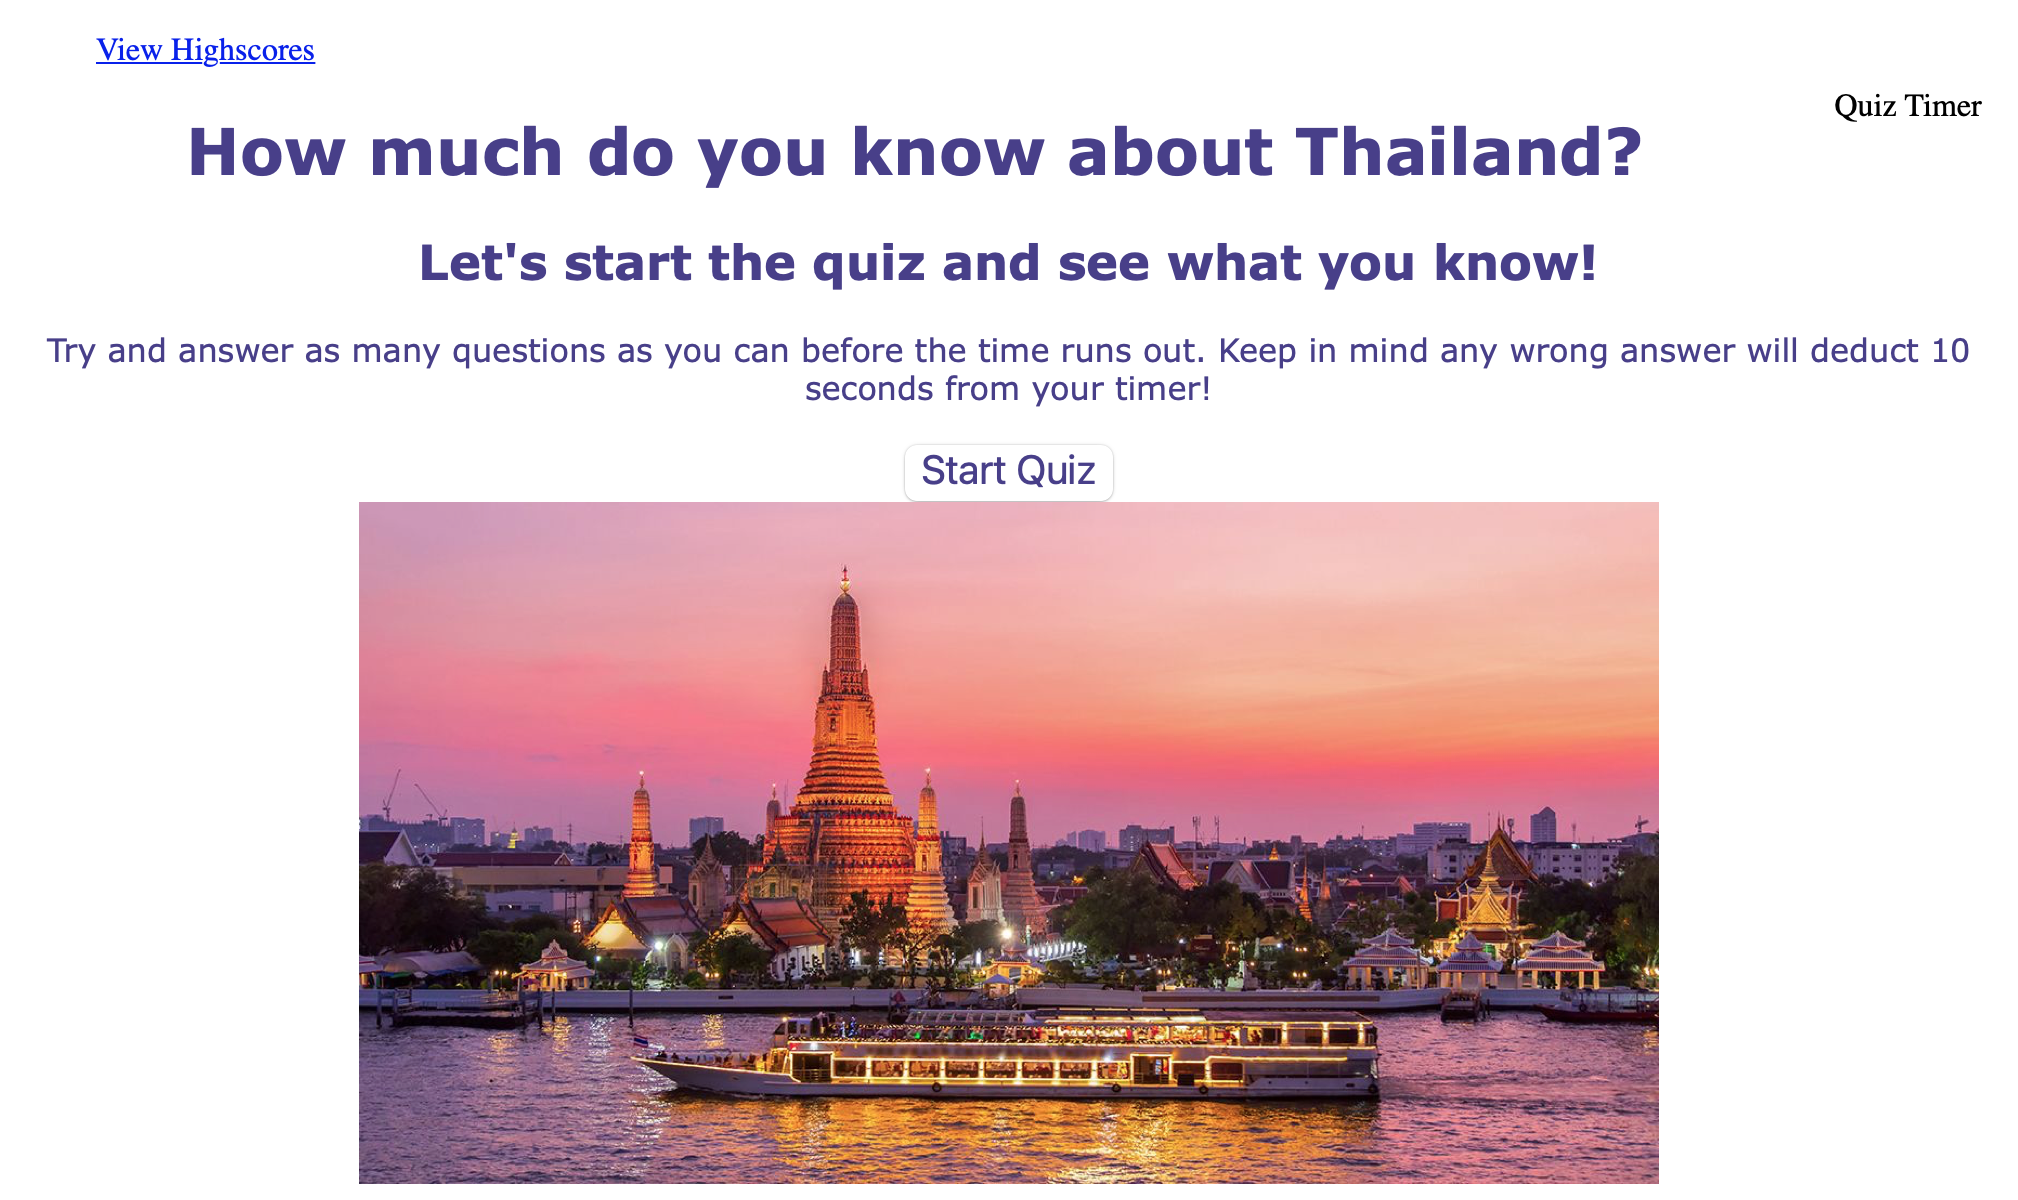 View Highscores
Quiz Timer
How much do you know about Thailand?
Let's start the quiz and see what you know!
Try and answer as many questions as you can before the time runs out. Keep in mind any wrong answer will deduct 10
seconds from your timer!
Start Quiz